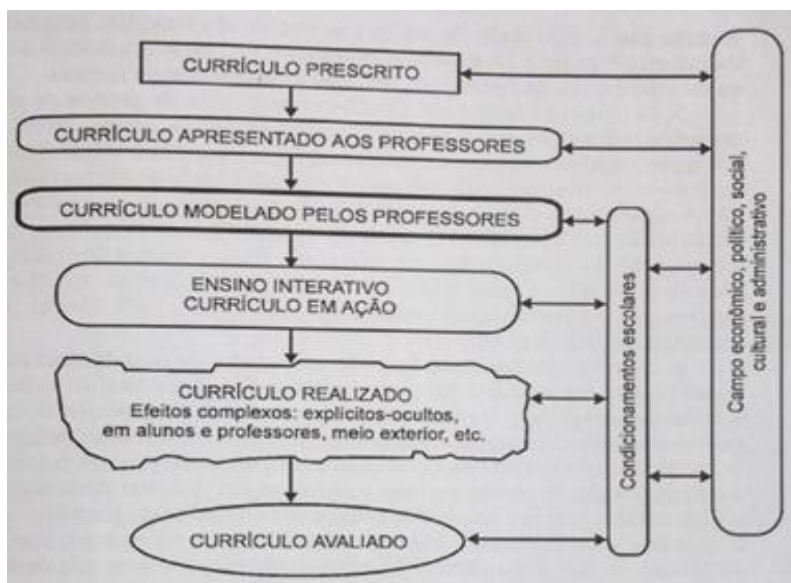 CURRÍCULO PRESCRITO
CURRÍCULO APRESENTADO AOS PROFESSORES
CURRÍCULO MODELADO PELOS PROFESSORES
ENSINO INTERATIVO
CURRÍCULO EM AÇÃO
CURRÍCULO REALIZADO
Efeitos complexos: explícitos-ocultos,
em alunos e professores, meio exterior, etc.
CURRÍCULO AVALIADO
Condicionamentos escolares
Campo econômico, político, social,
cultural e administrativo